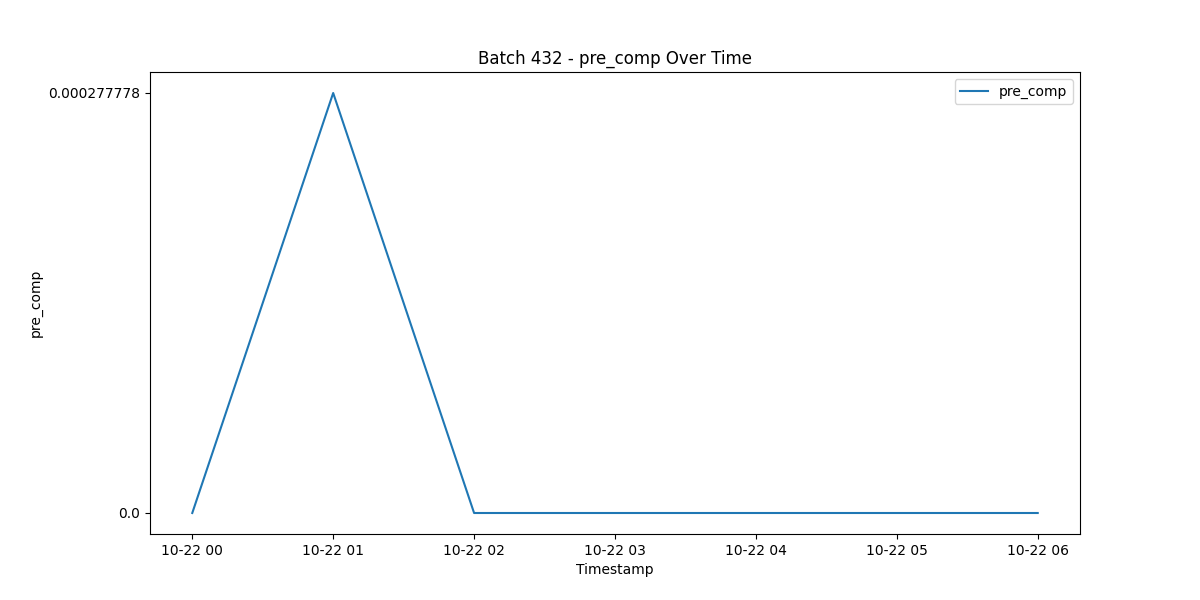 Batch 432 - pre_comp Over Time
pre_comp
0.000277778
0.0
pre_comp
10-22 00
10-22 01
10-22 02
10-22 03
10-22 04
10-22 05
10-22 06
Timestamp